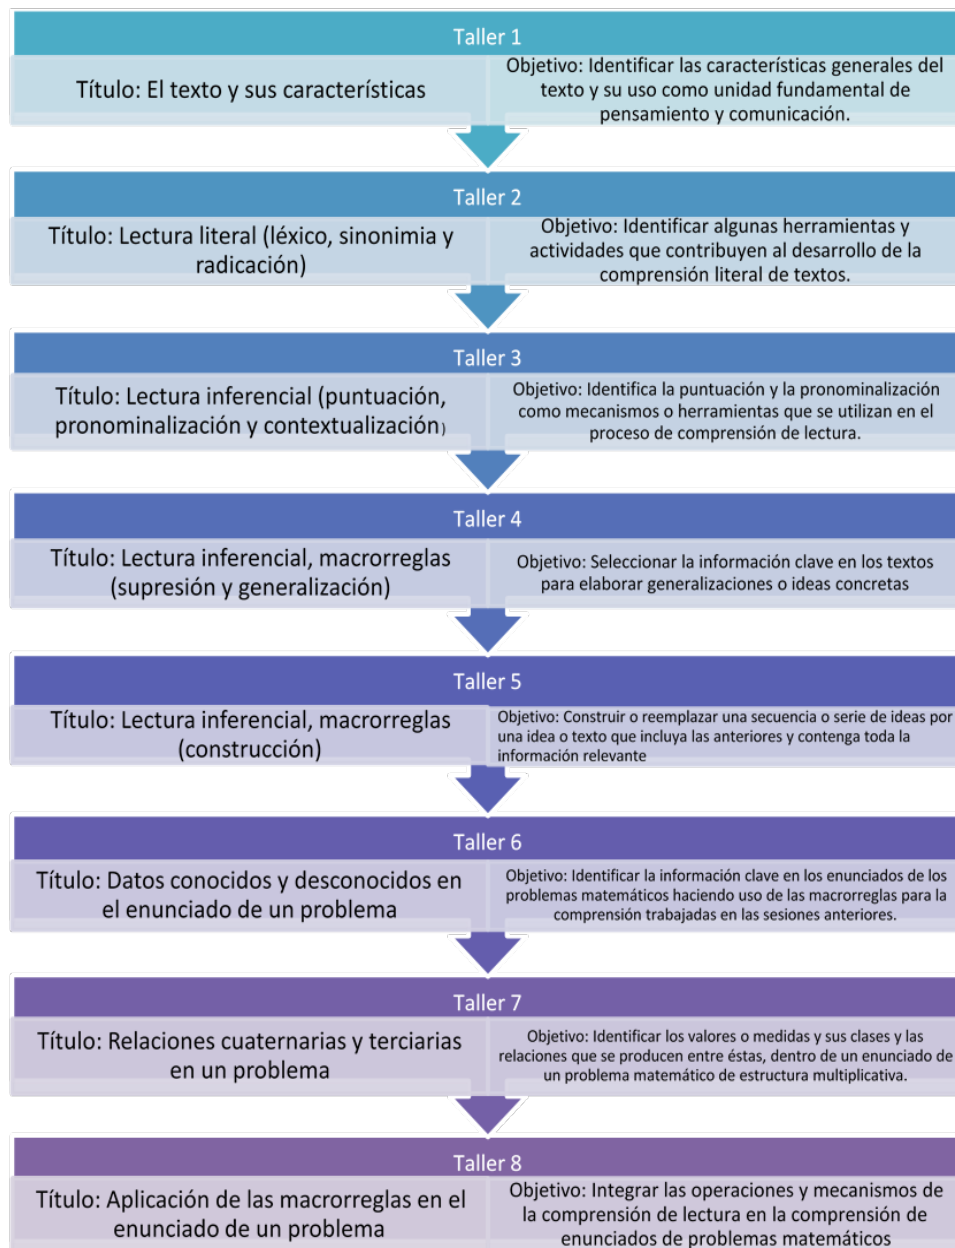 Taller 1
Título: El texto y sus características
Objetivo: Identificar las características generales del
texto y su uso como unidad fundamental de
pensamiento y comunicación.
Taller 2
Título: Lectura literal (léxico, sinonimia y
radicación)
Objetivo: Identificar algunas herramientas y
actividades que contribuyen al desarrollo de la
comprensión literal de textos.
Taller 3
Título: Lectura inferencial (puntuación,
pronominalización y contextualización)
Objetivo: Identifica la puntuación y la pronominalización
como mecanismos o herramientas que se utilizan en el
proceso de comprensión de lectura.
Taller 4
Título: Lectura inferencial, macrorreglas
(supresión y generalización)
Objetivo: Seleccionar la información clave en los textos
para elaborar generalizaciones o ideas concretas
Taller 5
Título: Lectura inferencial, macrorreglas
(construcción)
Objetivo: Construir o reemplazar una secuencia o serie de ideas por
una idea o texto que incluya las anteriores y contenga toda la
información relevante
Taller 6
Título: Datos conocidos y desconocidos en
el enunciado de un problema
Objetivo: Identificar la información clave en los enunciados de los
problemas matemáticos haciendo uso de las macrorreglas para la
comprensión trabajadas en las sesiones anteriores.
Taller 7
Título: Relaciones cuaternarias y terciarias
en un problema
Objetivo: Identificar los valores o medidas y sus clases y las
relaciones que se producen entre éstas, dentro de un enunciado de
un problema matemático de estructura multiplicativa.
Taller 8
Título: Aplicación de las macrorreglas en el
enunciado de un problema
Objetivo: Integrar las operaciones y mecanismos de
la comprensión de lectura en la comprensión de
enunciados de problemas matemáticos